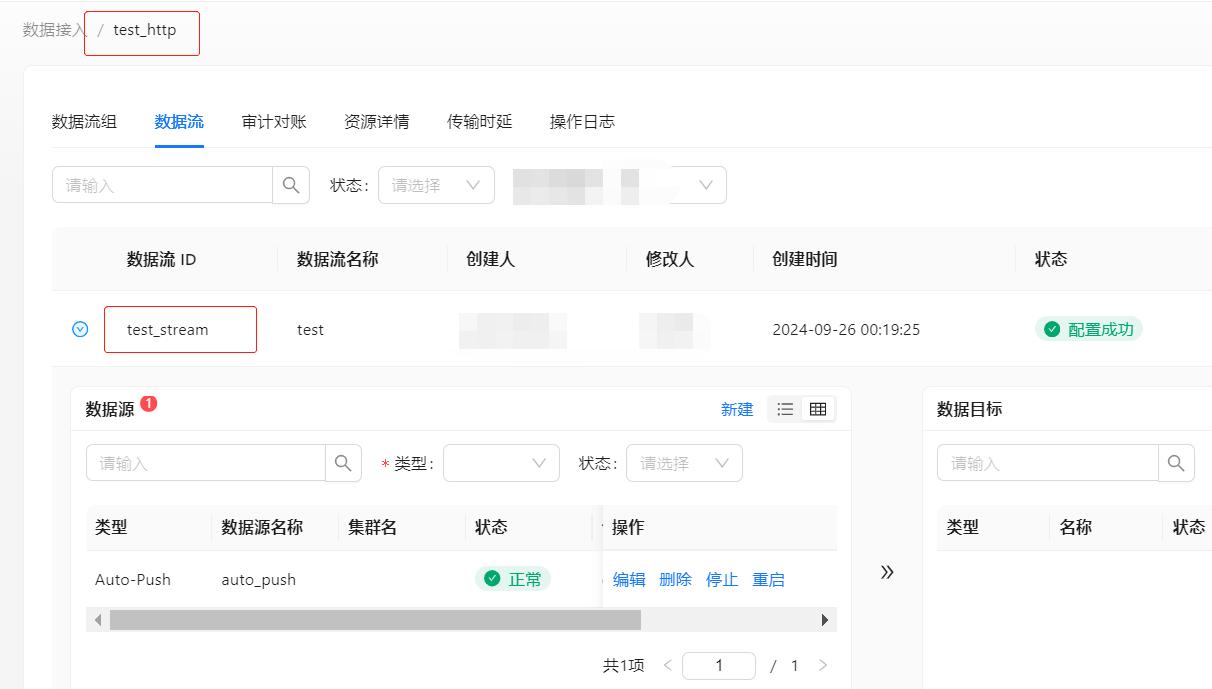 数据接入 / test_http
数据流组 数据流 审计对账 资源详情 传输时延 操作日志
请输入 状态: 请选择
数据流 ID 数据流名称 创建人 修改人 创建时间 状态
test_stream test 2024-09-26 00:19:25 配置成功
数据源 1 新建 数据目标
请输入 * 类型: 状态: 请选择 请输入
类型 数据源名称 集群名 状态 操作 类型 名称 状态
Auto-Push auto_push 正常 编辑 删除 停止 重启
共1项 < 1 / 1 >